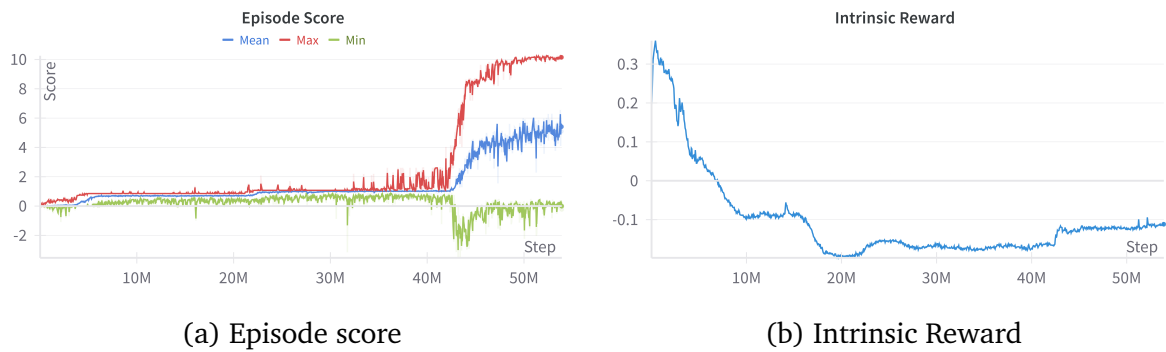 Episode Score
Mean Max Min
Score
10
8
6
4
2
0
-2
Step
10M 20M 30M 40M 50M
(a) Episode score
Intrinsic Reward
0.3
0.2
0.1
0
-0.1
Step
10M 20M 30M 40M 50M
(b) Intrinsic Reward